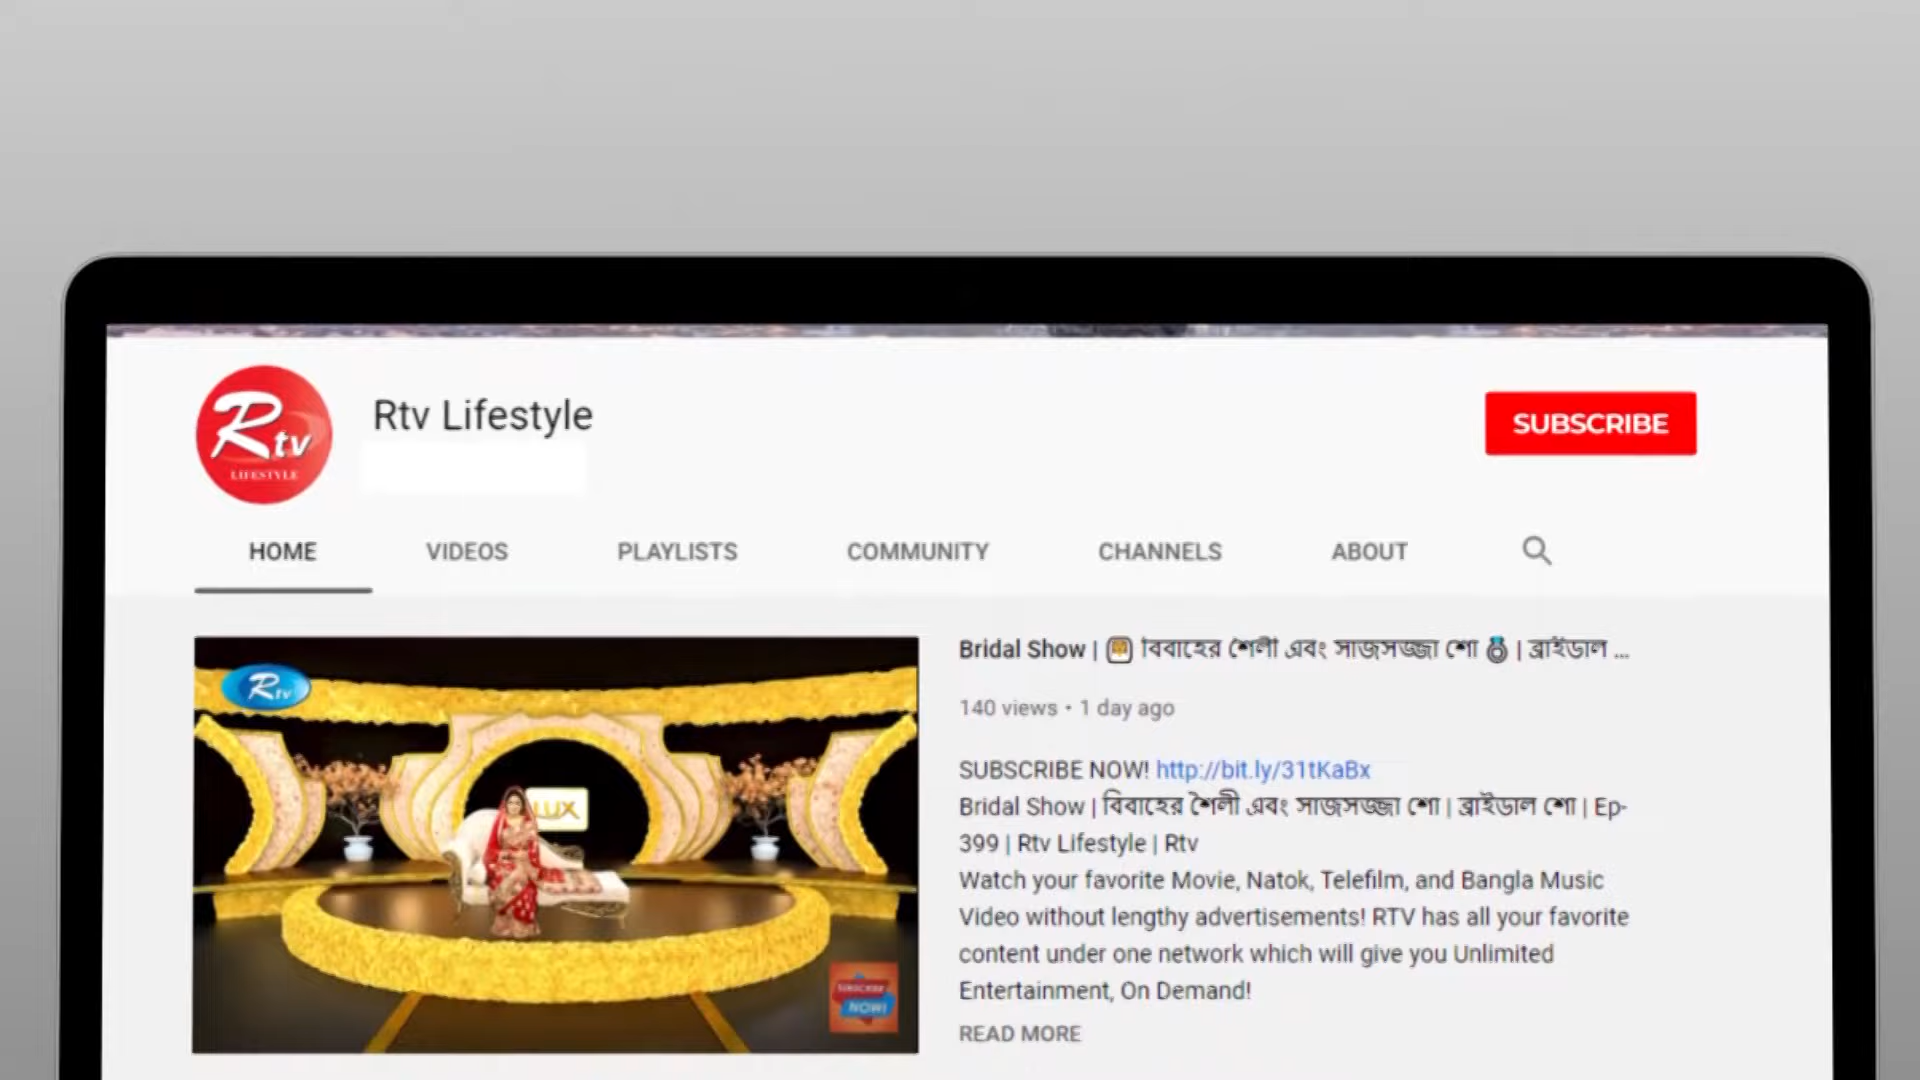 Rtv
LIFESTYLE
Rtv Lifestyle
SUBSCRIBE
HOME VIDEOS PLAYLISTS COMMUNITY CHANNELS ABOUT
Rtv
LUX
SUBSCRIBE
NOW!
Bridal Show | 👰 বিবাহের শৈলী এবং সাজসজ্জা শো 💍 | ব্রাইডাল ...
140 views • 1 day ago
SUBSCRIBE NOW! http://bit.ly/31tKaBx
Bridal Show | বিবাহের শৈলী এবং সাজসজ্জা শো | ব্রাইডাল শো | Ep-
399 | Rtv Lifestyle | Rtv
Watch your favorite Movie, Natok, Telefilm, and Bangla Music
Video without lengthy advertisements! RTV has all your favorite
content under one network which will give you Unlimited
Entertainment, On Demand!
READ MORE